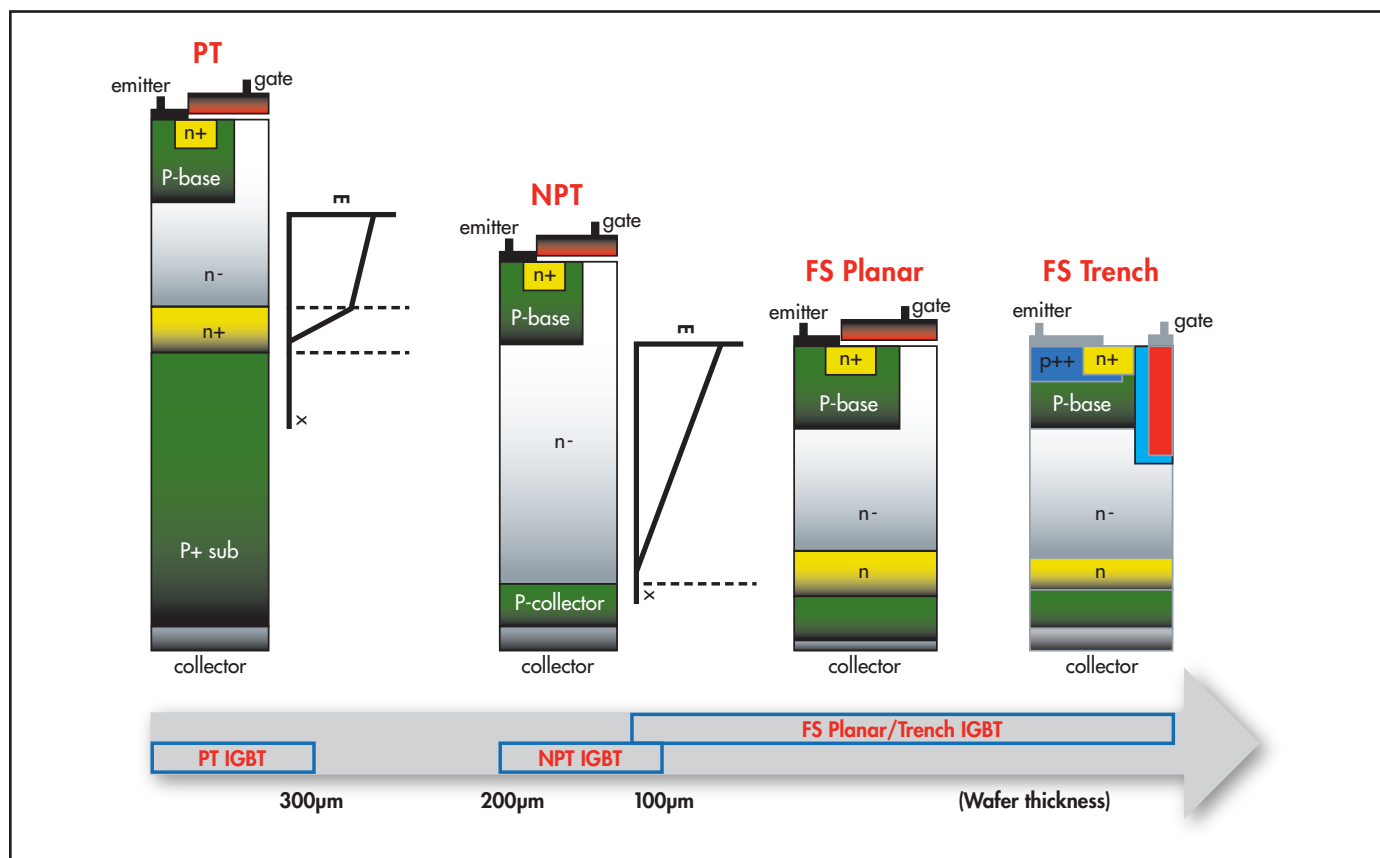 PT
emitter
gate
n+
P-base
n-
n+
P+ sub
collector
E
x
NPT
emitter
gate
n+
P-base
n-
P-collector
collector
E
x
FS Planar
emitter
gate
n+
P-base
n-
n
collector
FS Trench
emitter
gate
p++
n+
P-base
n-
n
collector
FS Planar/Trench IGBT
PT IGBT
NPT IGBT
300µm
200µm
100µm
(Wafer thickness)